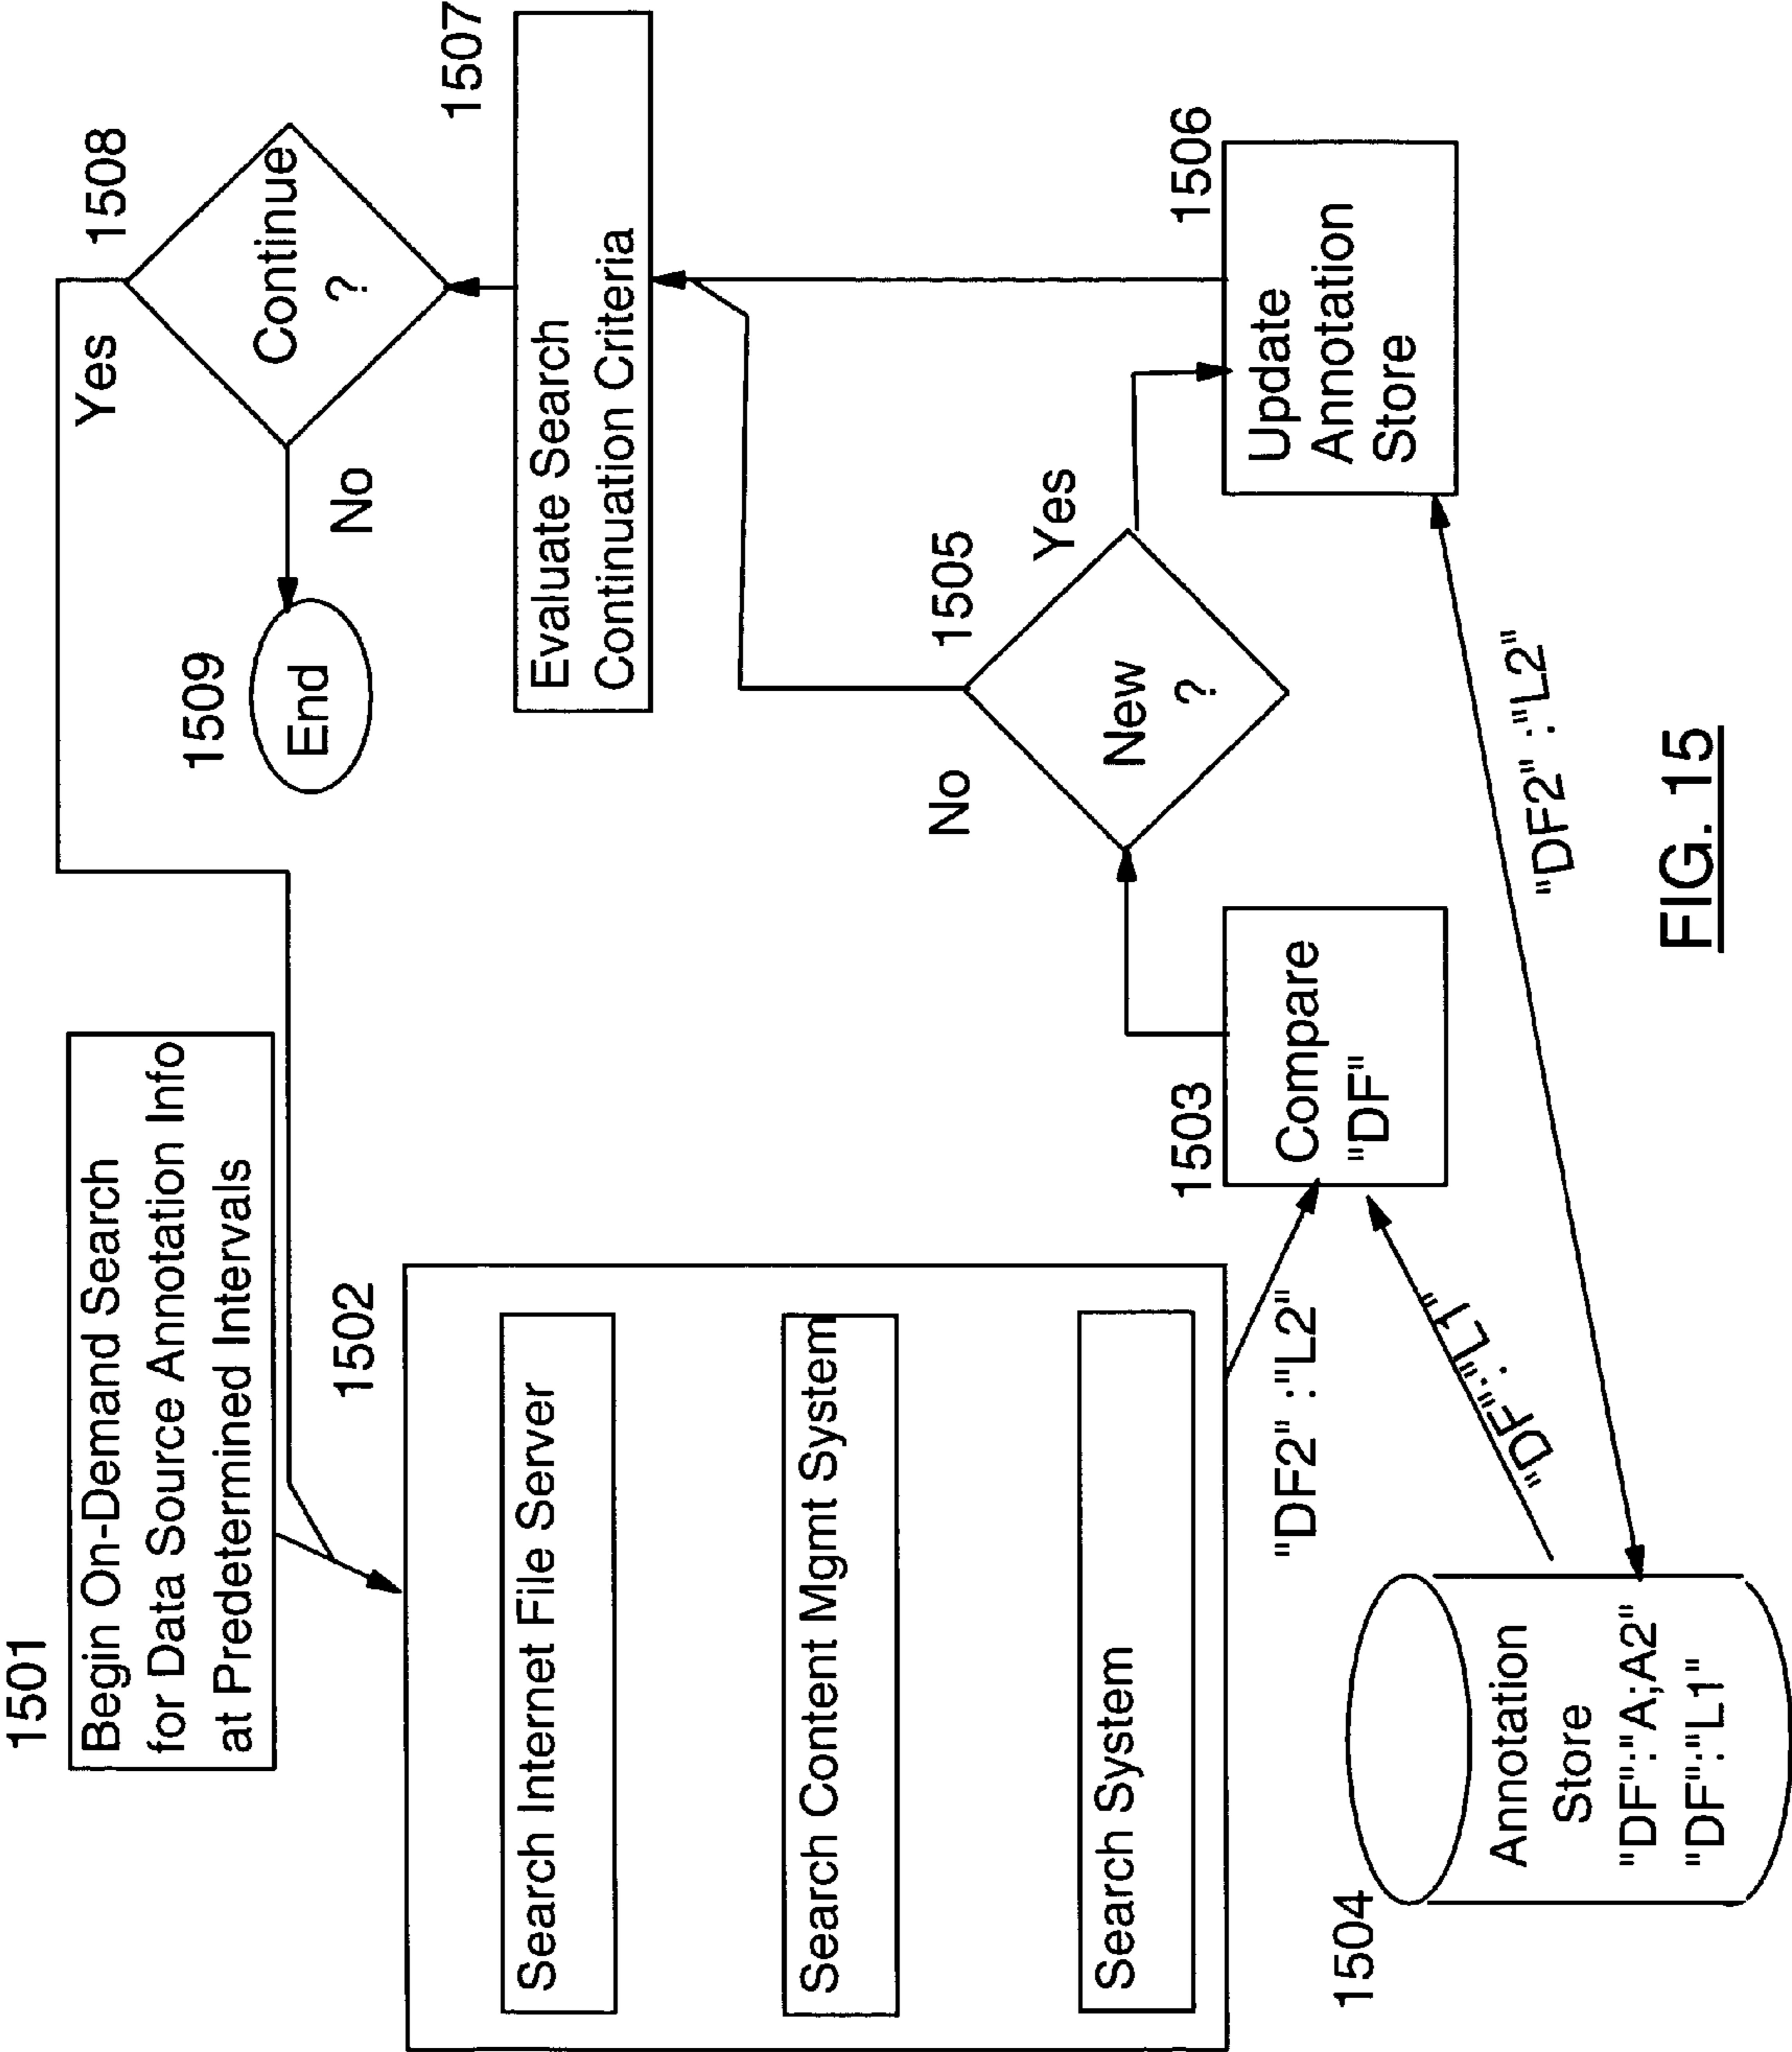 1501
Begin On-Demand Search
for Data Source Annotation Info
at Predetermined Intervals
1502
Search Internet File Server
Search Content Mgmt System
Search System
"DF2" :"L2"
1503
Compare
"DF"
"DF":"L1"
1504
Annotation
Store
"DF":"A;A2"
"DF":"L1"
1505
New
?
No
Yes
1506
Update
Annotation
Store
"DF2" :"L2"
1507
Evaluate Search
Continuation Criteria
1508
Continue
?
Yes
No
1509
End
FIG. 15